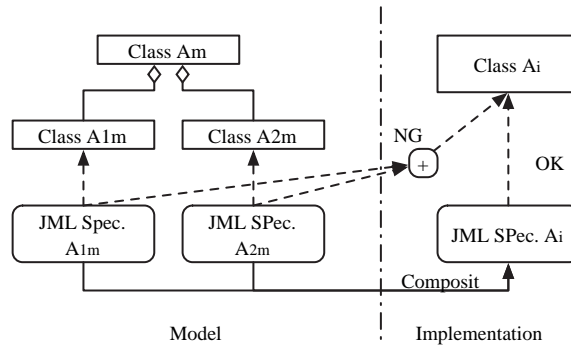 Class Am
Class Ai
Class A1m
Class A2m
NG
+
OK
JML Spec.
A1m
JML SPec.
A2m
JML SPec. Ai
Composit
Model
Implementation